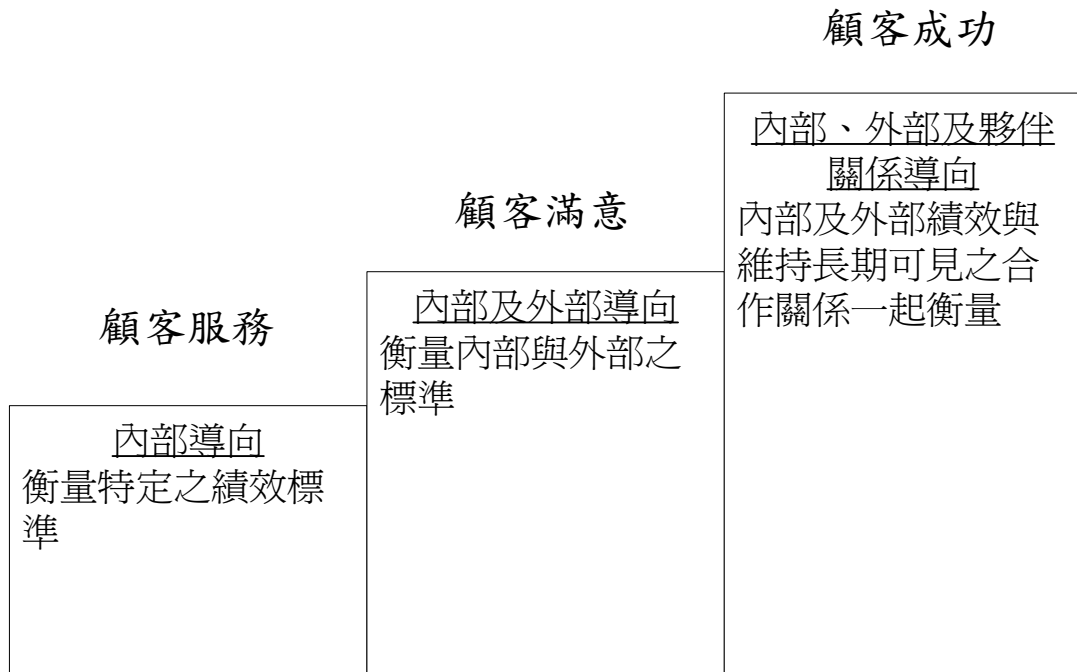 顧客成功
內部、外部及夥伴
關係導向
內部及外部績效與
維持長期可見之合
作關係一起衡量
顧客滿意
內部及外部導向
衡量內部與外部之
標準
顧客服務
內部導向
衡量特定之績效標
準